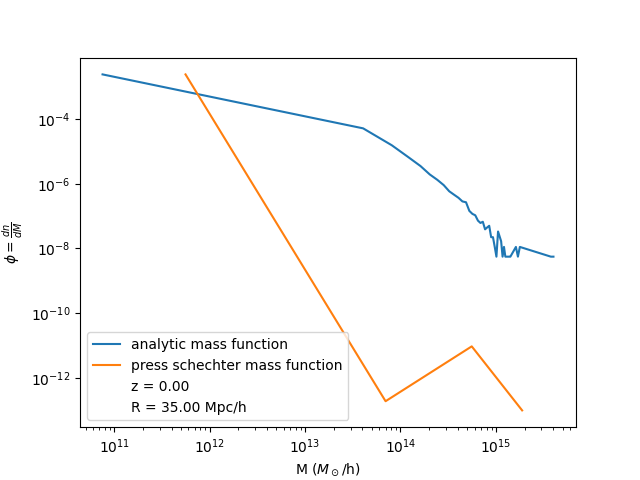 10⁻⁴
10⁻⁶
10⁻⁸
10⁻¹⁰
10⁻¹²
ϕ = dn/dM
analytic mass function
press schechter mass function
z = 0.00
R = 35.00 Mpc/h
10¹¹ 10¹² 10¹³ 10¹⁴ 10¹⁵
M (M⊙/h)